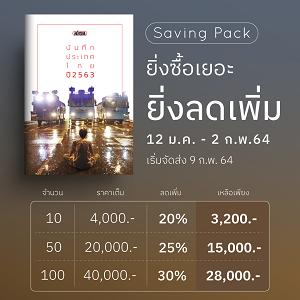 Saving Pack
ยิ่งซื้อเยอะ
ยิ่งลดเพิ่ม
12 ม.ค. - 2 ก.พ.64
เริ่มจัดส่ง 9 ก.พ. 64
บันทึก
ประเทศ
ไทย
02563
จำนวน ราคาเต็ม ลดเพิ่ม เหลือเพียง
10 4,000.- 20% 3,200.-
50 20,000.- 25% 15,000.-
100 40,000.- 30% 28,000.-